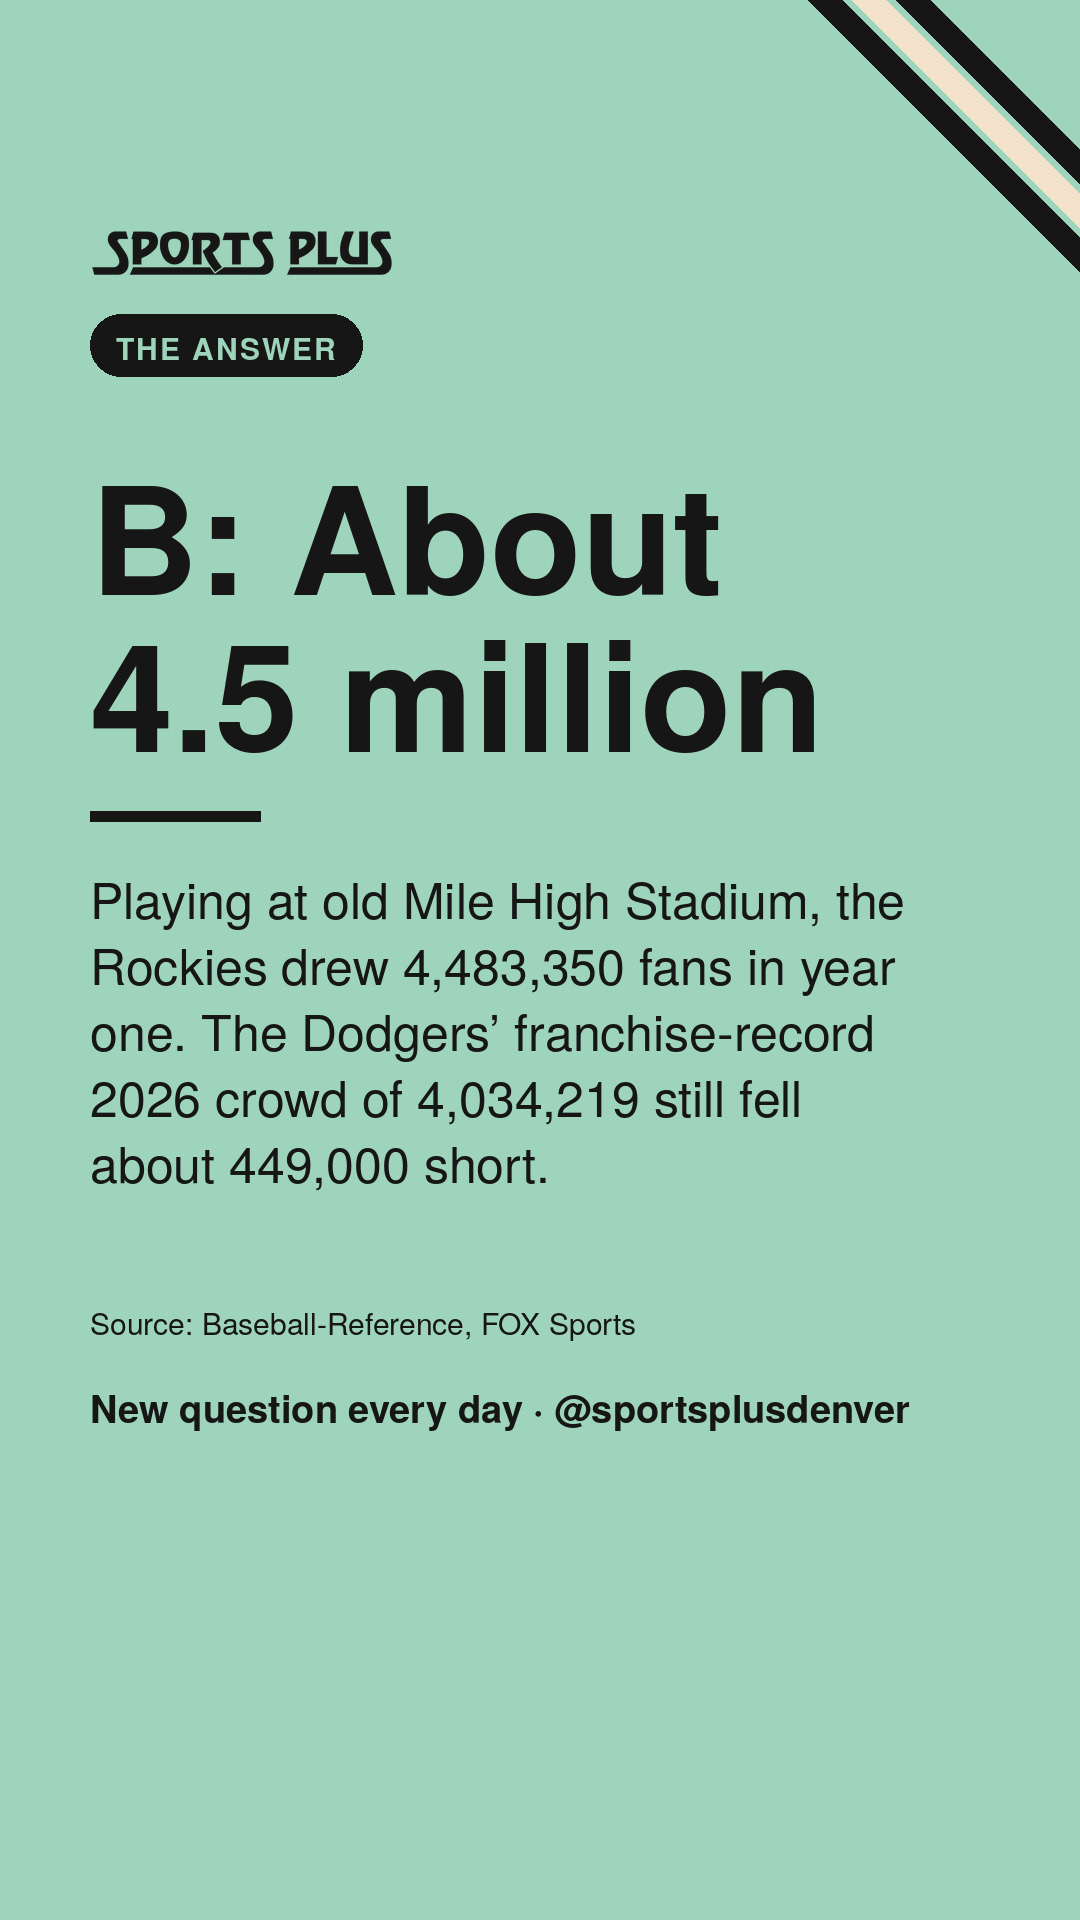 SPORTS PLUS
THE ANSWER
B: About
4.5 million
Playing at old Mile High Stadium, the
Rockies drew 4,483,350 fans in year
one. The Dodgers’ franchise-record
2026 crowd of 4,034,219 still fell
about 449,000 short.
Source: Baseball-Reference, FOX Sports
New question every day · @sportsplusdenver